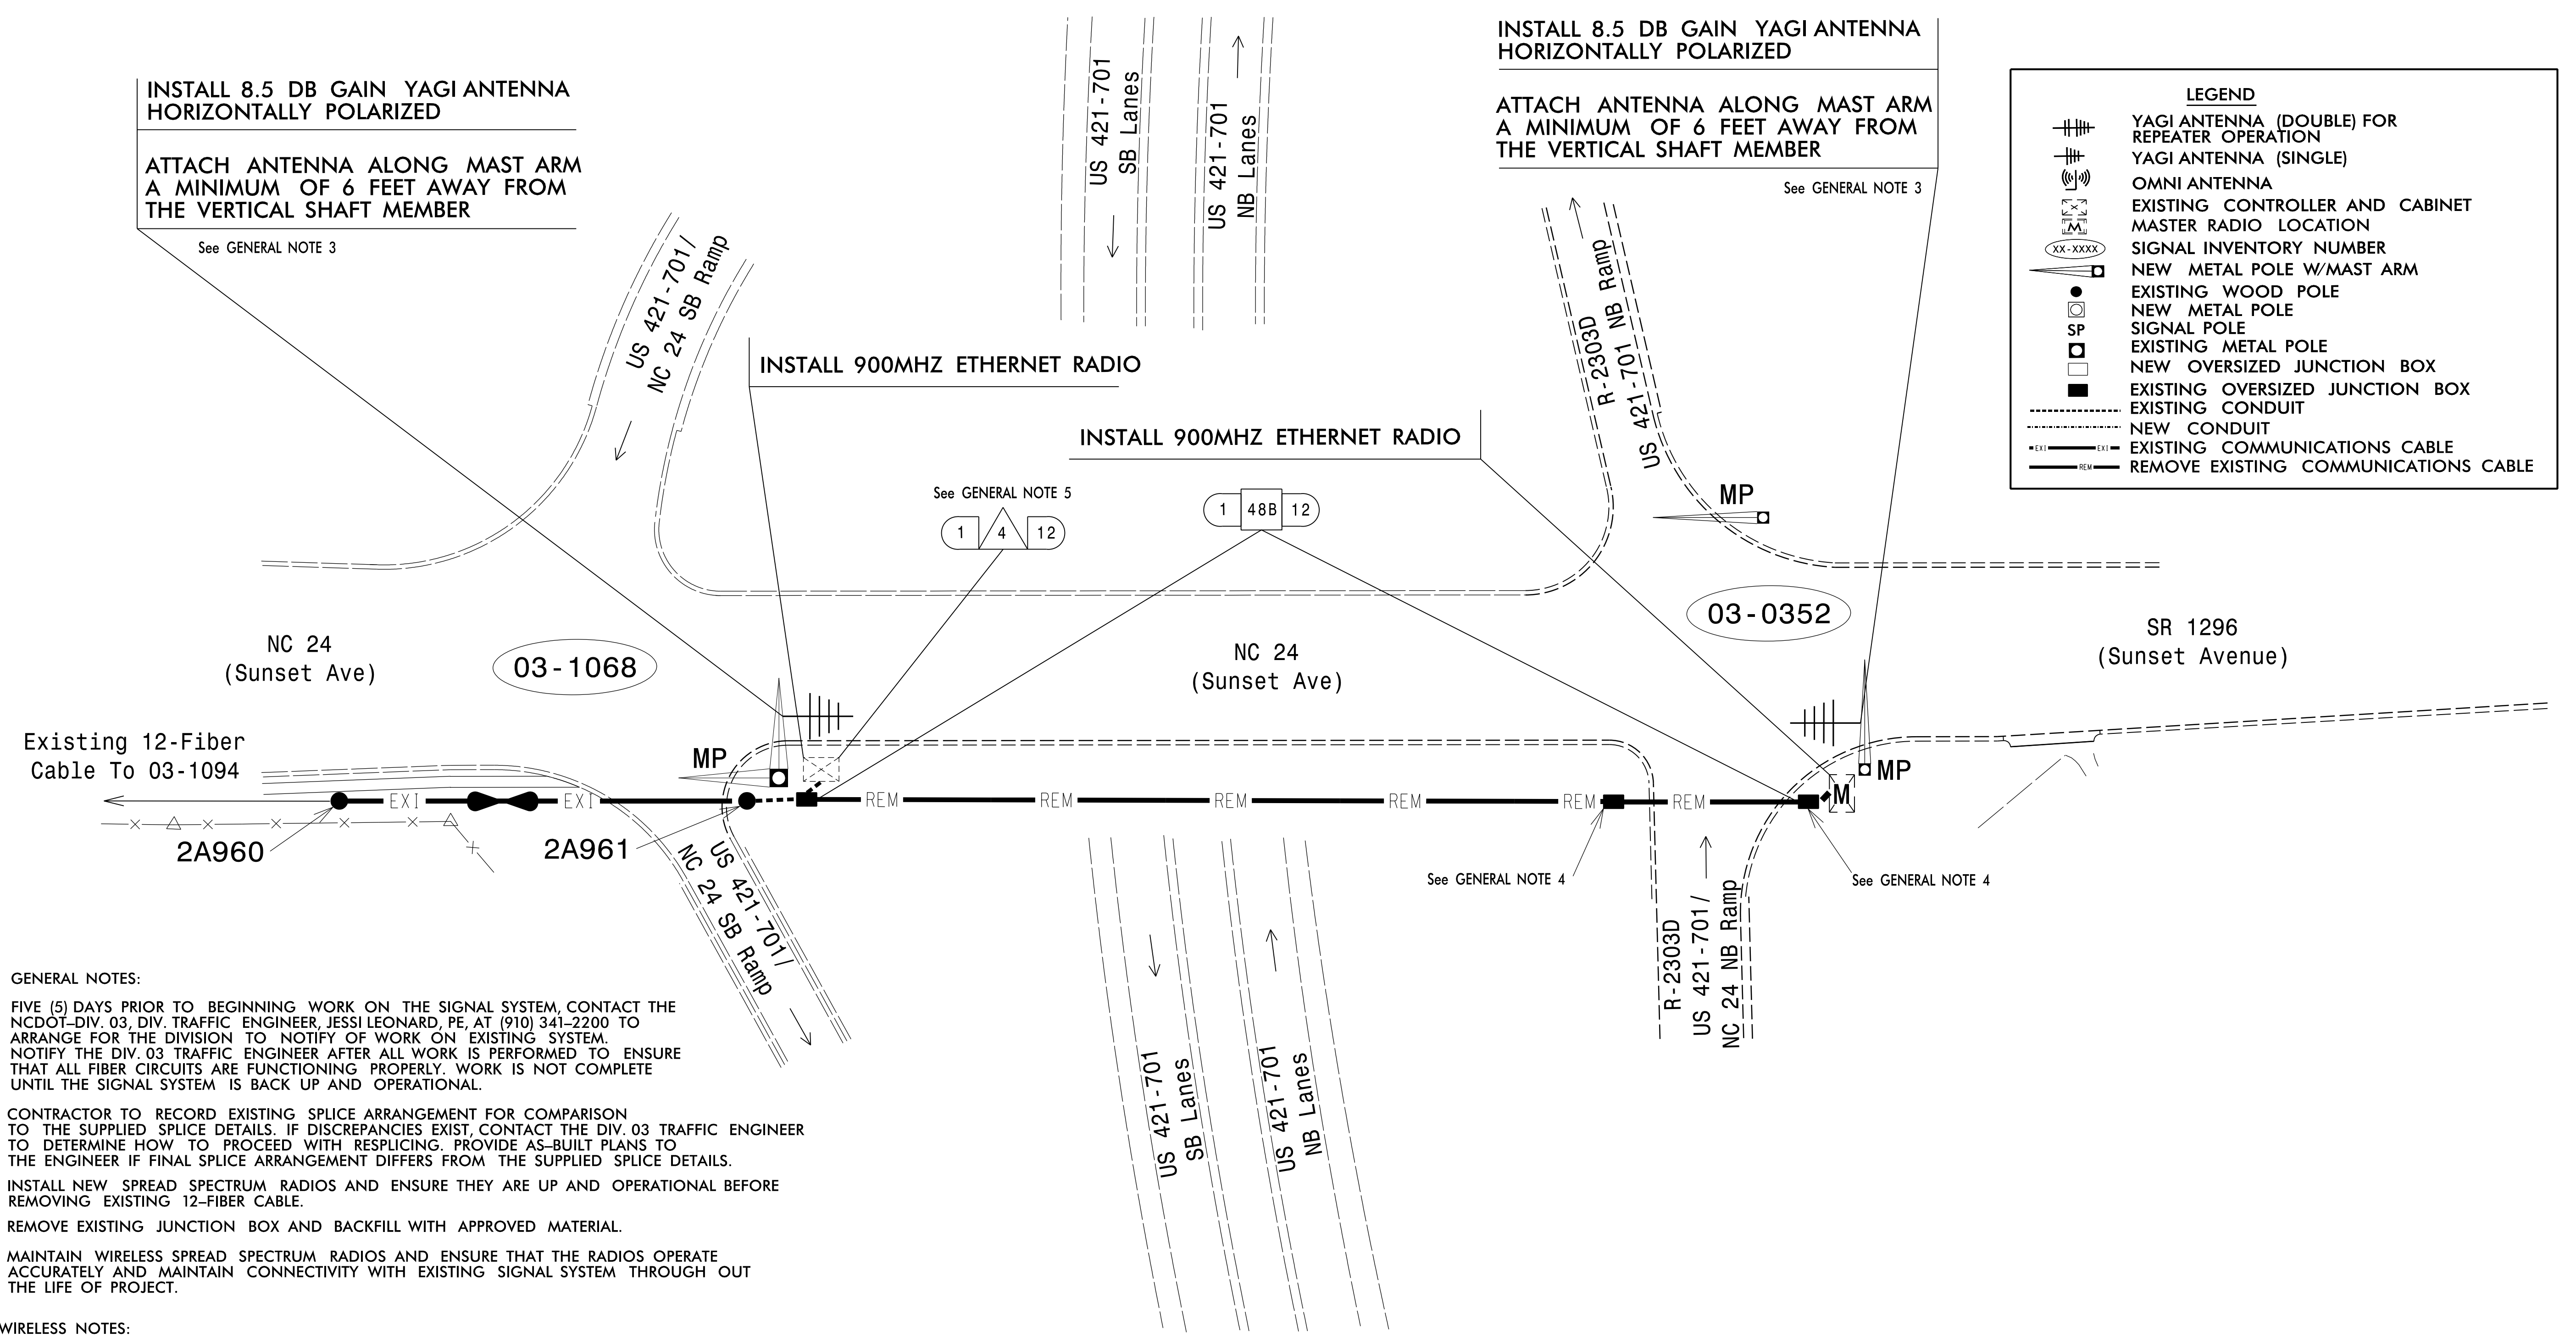 INSTALL 8.5 DB GAIN YAGI ANTENNA
HORIZONTALLY POLARIZED
ATTACH ANTENNA ALONG MAST ARM
A MINIMUM OF 6 FEET AWAY FROM
THE VERTICAL SHAFT MEMBER
See GENERAL NOTE 3
US 421-701/
NC 24 SB Ramp
US 421-701
SB Lanes
US 421-701
NB Lanes
INSTALL 8.5 DB GAIN YAGI ANTENNA
HORIZONTALLY POLARIZED
ATTACH ANTENNA ALONG MAST ARM
A MINIMUM OF 6 FEET AWAY FROM
THE VERTICAL SHAFT MEMBER
See GENERAL NOTE 3
R-2303D
US 421-701 NB Ramp
LEGEND
YAGI ANTENNA (DOUBLE) FOR
REPEATER OPERATION
YAGI ANTENNA (SINGLE)
OMNI ANTENNA
X EXISTING CONTROLLER AND CABINET
M MASTER RADIO LOCATION
XX-XXXX SIGNAL INVENTORY NUMBER
NEW METAL POLE W/MAST ARM
EXISTING WOOD POLE
NEW METAL POLE
SP SIGNAL POLE
EXISTING METAL POLE
NEW OVERSIZED JUNCTION BOX
EXISTING OVERSIZED JUNCTION BOX
EXISTING CONDUIT
NEW CONDUIT
EXI EXI EXISTING COMMUNICATIONS CABLE
REM REMOVE EXISTING COMMUNICATIONS CABLE
INSTALL 900MHZ ETHERNET RADIO
INSTALL 900MHZ ETHERNET RADIO
See GENERAL NOTE 5
1 4 12
1 48B 12
MP
03-0352
NC 24
(Sunset Ave)
03-1068
NC 24
(Sunset Ave)
SR 1296
(Sunset Avenue)
Existing 12-Fiber
Cable To 03-1094
MP
MP
M
EXI EXI REM REM REM REM REM REM
2A960
2A961
See GENERAL NOTE 4
See GENERAL NOTE 4
US 421-701/
NC 24 SB Ramp
R-2303D
US 421-701/
NC 24 NB Ramp
US 421-701
SB Lanes
US 421-701
NB Lanes
GENERAL NOTES:
FIVE (5) DAYS PRIOR TO BEGINNING WORK ON THE SIGNAL SYSTEM, CONTACT THE
NCDOT-DIV. 03, DIV. TRAFFIC ENGINEER, JESSI LEONARD, PE, AT (910) 341-2200 TO
ARRANGE FOR THE DIVISION TO NOTIFY OF WORK ON EXISTING SYSTEM.
NOTIFY THE DIV. 03 TRAFFIC ENGINEER AFTER ALL WORK IS PERFORMED TO ENSURE
THAT ALL FIBER CIRCUITS ARE FUNCTIONING PROPERLY. WORK IS NOT COMPLETE
UNTIL THE SIGNAL SYSTEM IS BACK UP AND OPERATIONAL.
CONTRACTOR TO RECORD EXISTING SPLICE ARRANGEMENT FOR COMPARISON
TO THE SUPPLIED SPLICE DETAILS. IF DISCREPANCIES EXIST, CONTACT THE DIV. 03 TRAFFIC ENGINEER
TO DETERMINE HOW TO PROCEED WITH RESPLICING. PROVIDE AS-BUILT PLANS TO
THE ENGINEER IF FINAL SPLICE ARRANGEMENT DIFFERS FROM THE SUPPLIED SPLICE DETAILS.
INSTALL NEW SPREAD SPECTRUM RADIOS AND ENSURE THEY ARE UP AND OPERATIONAL BEFORE
REMOVING EXISTING 12-FIBER CABLE.
REMOVE EXISTING JUNCTION BOX AND BACKFILL WITH APPROVED MATERIAL.
MAINTAIN WIRELESS SPREAD SPECTRUM RADIOS AND ENSURE THAT THE RADIOS OPERATE
ACCURATELY AND MAINTAIN CONNECTIVITY WITH EXISTING SIGNAL SYSTEM THROUGH OUT
THE LIFE OF PROJECT.
WIRELESS NOTES: